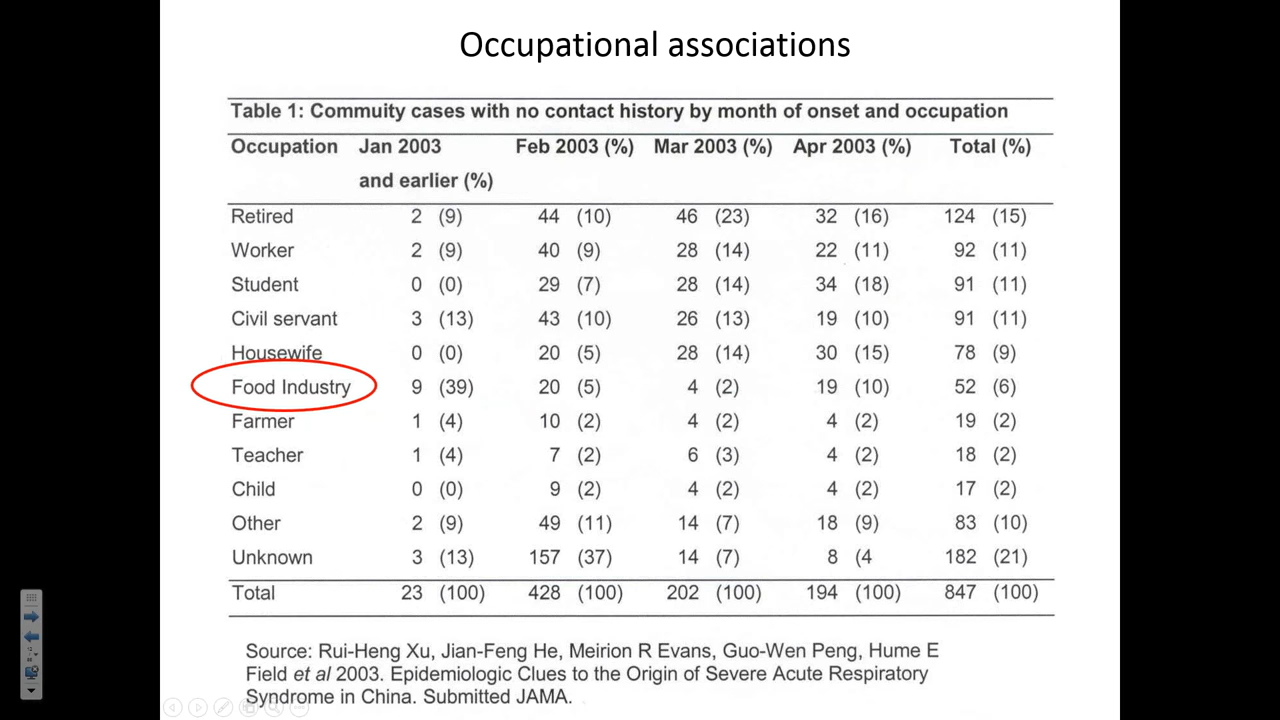 Occupational associations
Table 1: Commuity cases with no contact history by month of onset and occupation
Occupation Jan 2003 Feb 2003 (%) Mar 2003 (%) Apr 2003 (%) Total (%)
and earlier (%)
Retired 2 (9) 44 (10) 46 (23) 32 (16) 124 (15)
Worker 2 (9) 40 (9) 28 (14) 22 (11) 92 (11)
Student 0 (0) 29 (7) 28 (14) 34 (18) 91 (11)
Civil servant 3 (13) 43 (10) 26 (13) 19 (10) 91 (11)
Housewife 0 (0) 20 (5) 28 (14) 30 (15) 78 (9)
Food Industry 9 (39) 20 (5) 4 (2) 19 (10) 52 (6)
Farmer 1 (4) 10 (2) 4 (2) 4 (2) 19 (2)
Teacher 1 (4) 7 (2) 6 (3) 4 (2) 18 (2)
Child 0 (0) 9 (2) 4 (2) 4 (2) 17 (2)
Other 2 (9) 49 (11) 14 (7) 18 (9) 83 (10)
Unknown 3 (13) 157 (37) 14 (7) 8 (4 182 (21)
Total 23 (100) 428 (100) 202 (100) 194 (100) 847 (100)
Source: Rui-Heng Xu, Jian-Feng He, Meirion R Evans, Guo-Wen Peng, Hume E
Field et al 2003. Epidemiologic Clues to the Origin of Severe Acute Respiratory
Syndrome in China. Submitted JAMA.